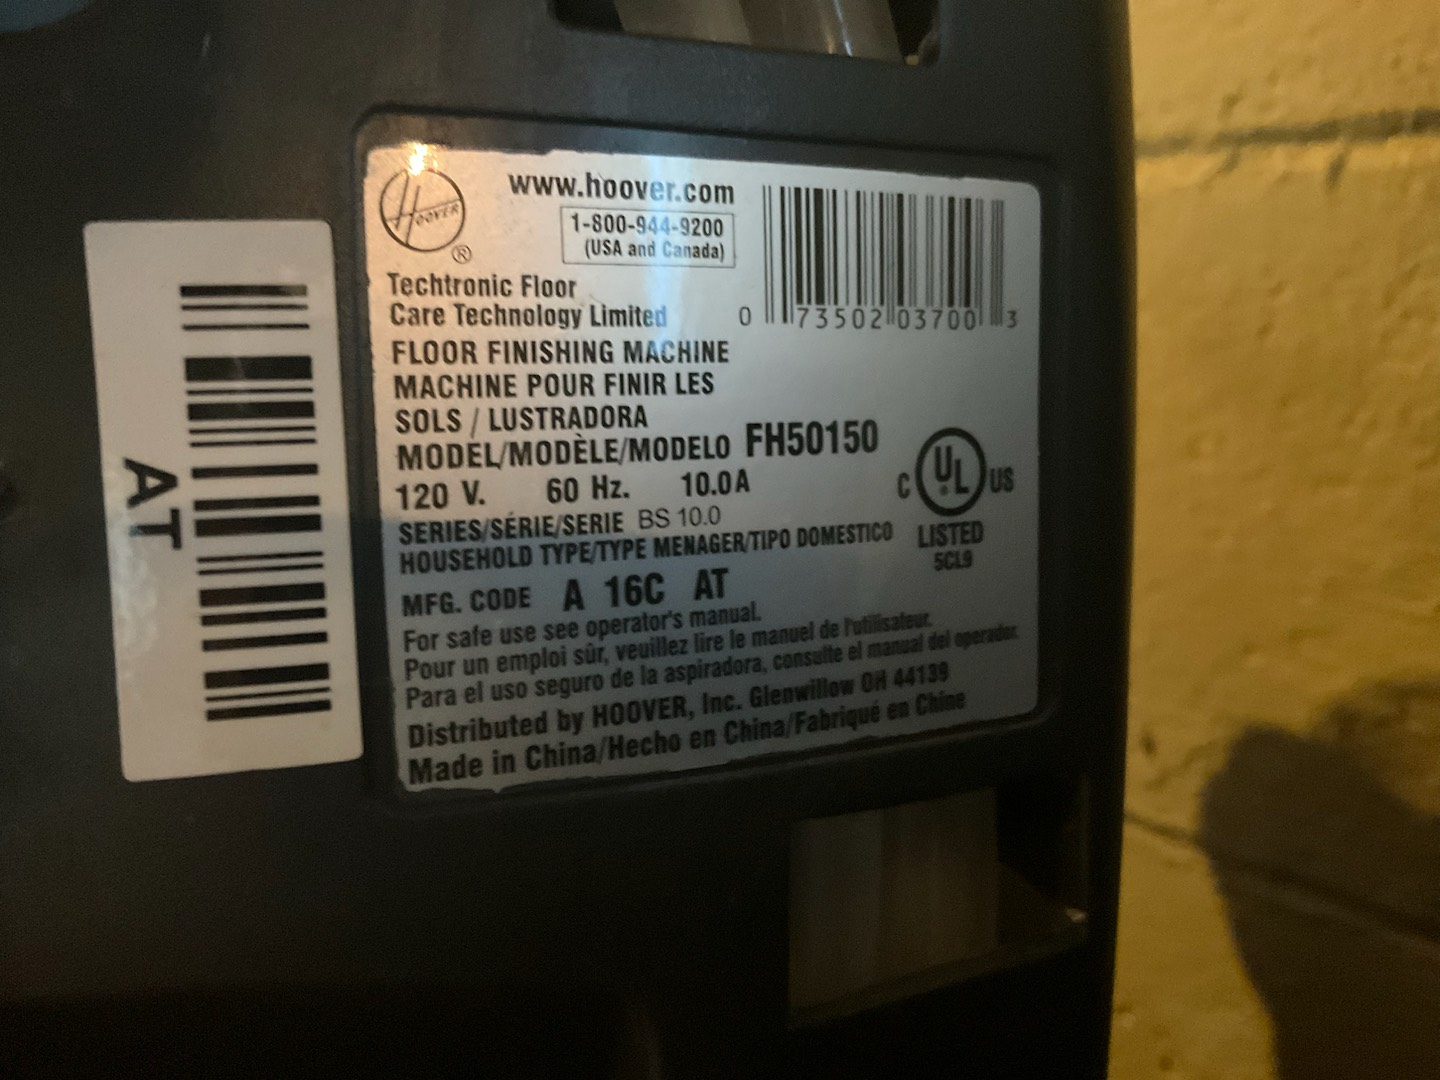 HOOVER
®
www.hoover.com
1-800-944-9200
(USA and Canada)
0 73502 03700 3
Techtronic Floor
Care Technology Limited
FLOOR FINISHING MACHINE
MACHINE POUR FINIR LES
SOLS / LUSTRADORA
MODEL/MODÈLE/MODELO FH50150
120 V. 60 Hz. 10.0A
SERIES/SÉRIE/SERIE BS 10.0
HOUSEHOLD TYPE/TYPE MENAGER/TIPO DOMESTICO
C UL US
LISTED
5CL9
MFG. CODE A 16C AT
For safe use see operator's manual.
Pour un emploi sûr, veuillez lire le manuel de l'utilisateur.
Para el uso seguro de la aspiradora, consulte el manual del operador.
Distributed by HOOVER, Inc. Glenwillow OH 44139
Made in China/Hecho en China/Fabriqué en Chine
AT